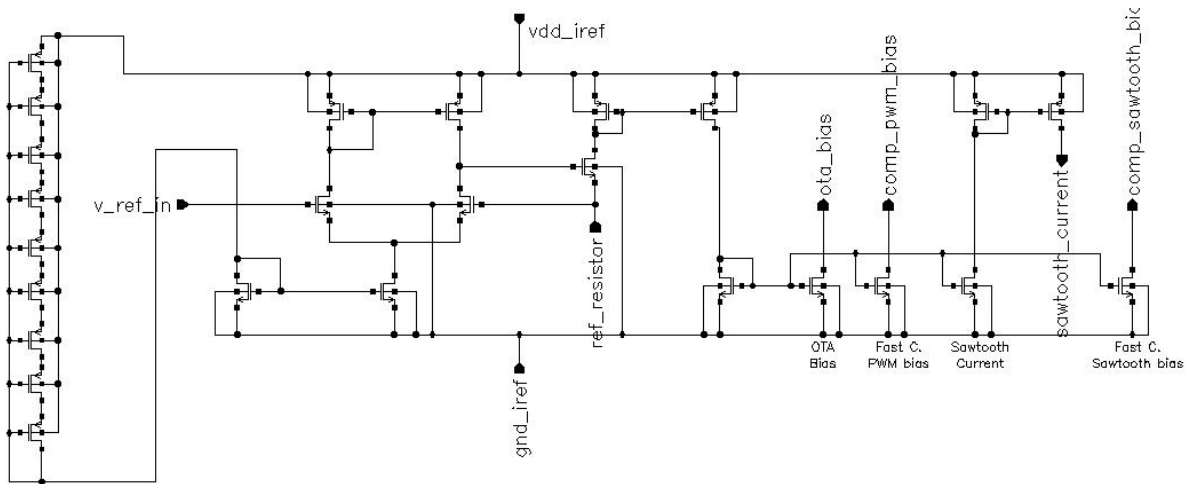 vdd_iref
comp_pwm_bias
ota_bias
v_ref_in
ref_resistor
sawtooth_current
gnd_iref
OTA
Bias
Fast C.
PWM bias
Sawtooth
Current
Fast C.
Sawtooth bias